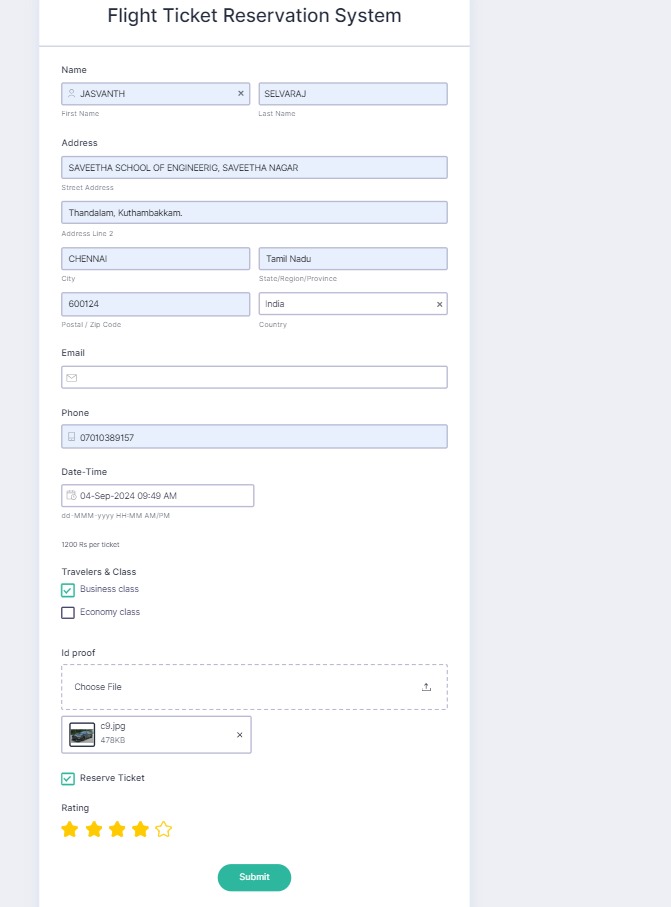 Flight Ticket Reservation System
Name
JASVANTH × SELVARAJ
First Name Last Name
Address
SAVEETHA SCHOOL OF ENGINEERIG, SAVEETHA NAGAR
Street Address
Thandalam, Kuthambakkam.
Address Line 2
CHENNAI Tamil Nadu
City State/Region/Province
600124 India ×
Postal / Zip Code Country
Email
Phone
07010389157
Date-Time
04-Sep-2024 09:49 AM
dd-MMM-yyyy HH:MM AM/PM
1200 Rs per ticket
Travelers & Class
Business class
Economy class
Id proof
Choose File
c9.jpg
478KB ×
Reserve Ticket
Rating
Submit